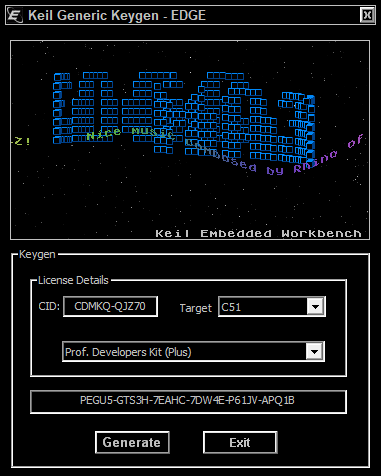 Keil Generic Keygen - EDGE
Z! Nice music composed by Rhino of
Keil Embedded Workbench
Keygen
License Details
CID: CDMKQ-QJZ70 Target C51
Prof. Developers Kit (Plus)
PEGU5-GTS3H-7EAHC-7DW4E-P61JV-APQ1B
Generate Exit